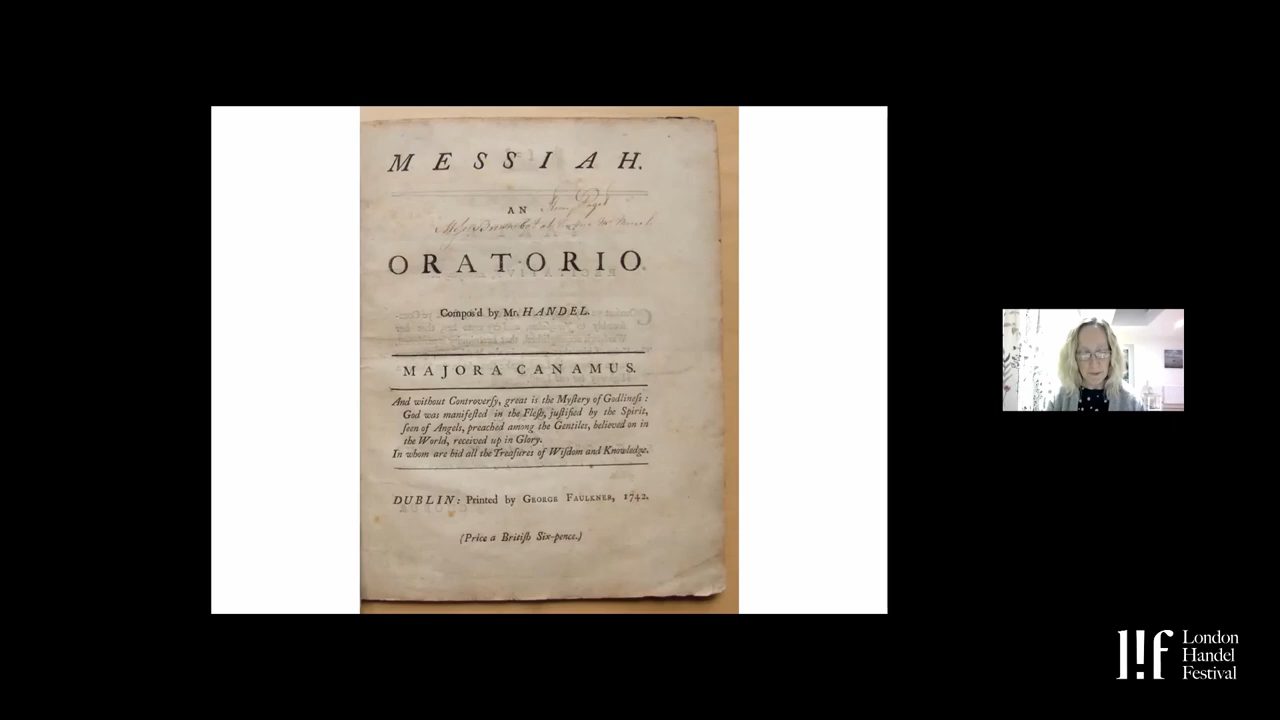 MESSIAH.
AN
ORATORIO.
Compos'd by Mr. HANDEL.
MAJORA CANAMUS.
And without Controverſy, great is the Myſtery of Godlineſs:
God was manifeſted in the Fleſh, juſtified by the Spirit,
ſeen of Angels, preached among the Gentiles, believed on in
the World, received up in Glory.
In whom are hid all the Treaſures of Wiſdom and Knowledge.
DUBLIN: Printed by GEORGE FAULKNER, 1742.
(Price a Britiſh Six-pence.)
London
Handel
Festival